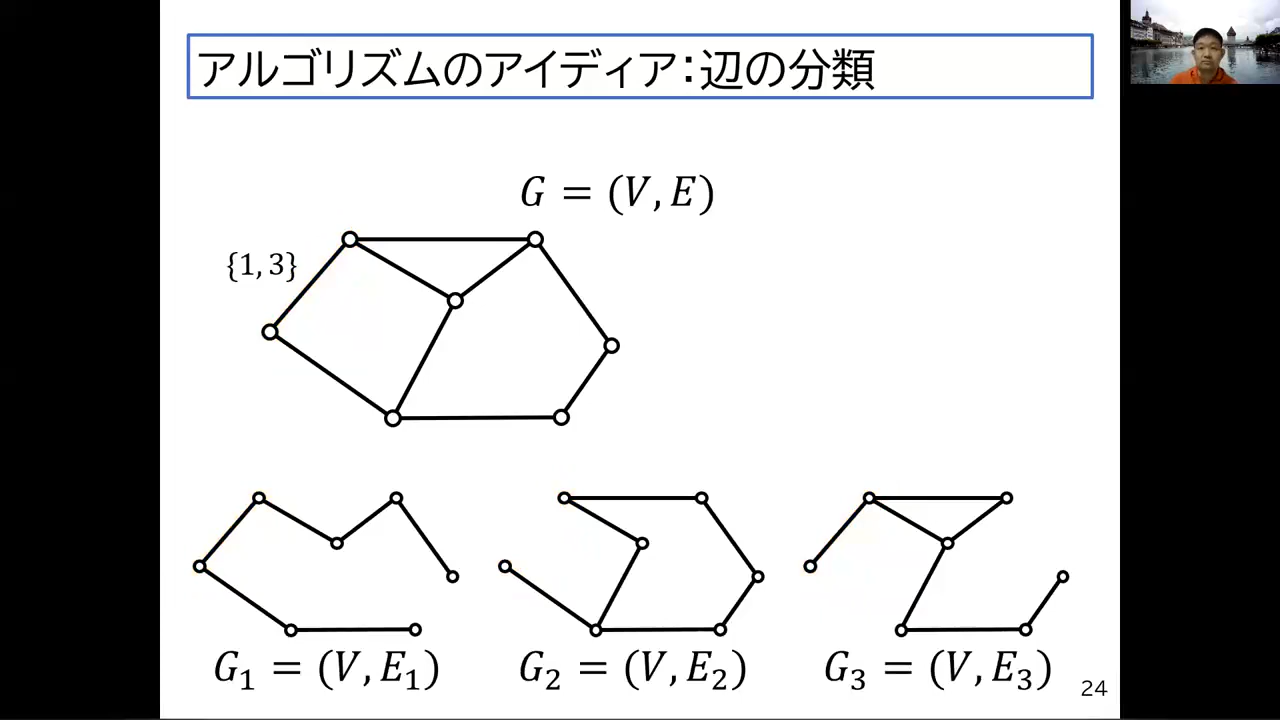 アルゴリズムのアイディア：辺の分類
G = (V, E)
{1, 3}
G₁ = (V, E₁)
G₂ = (V, E₂)
G₃ = (V, E₃)
24